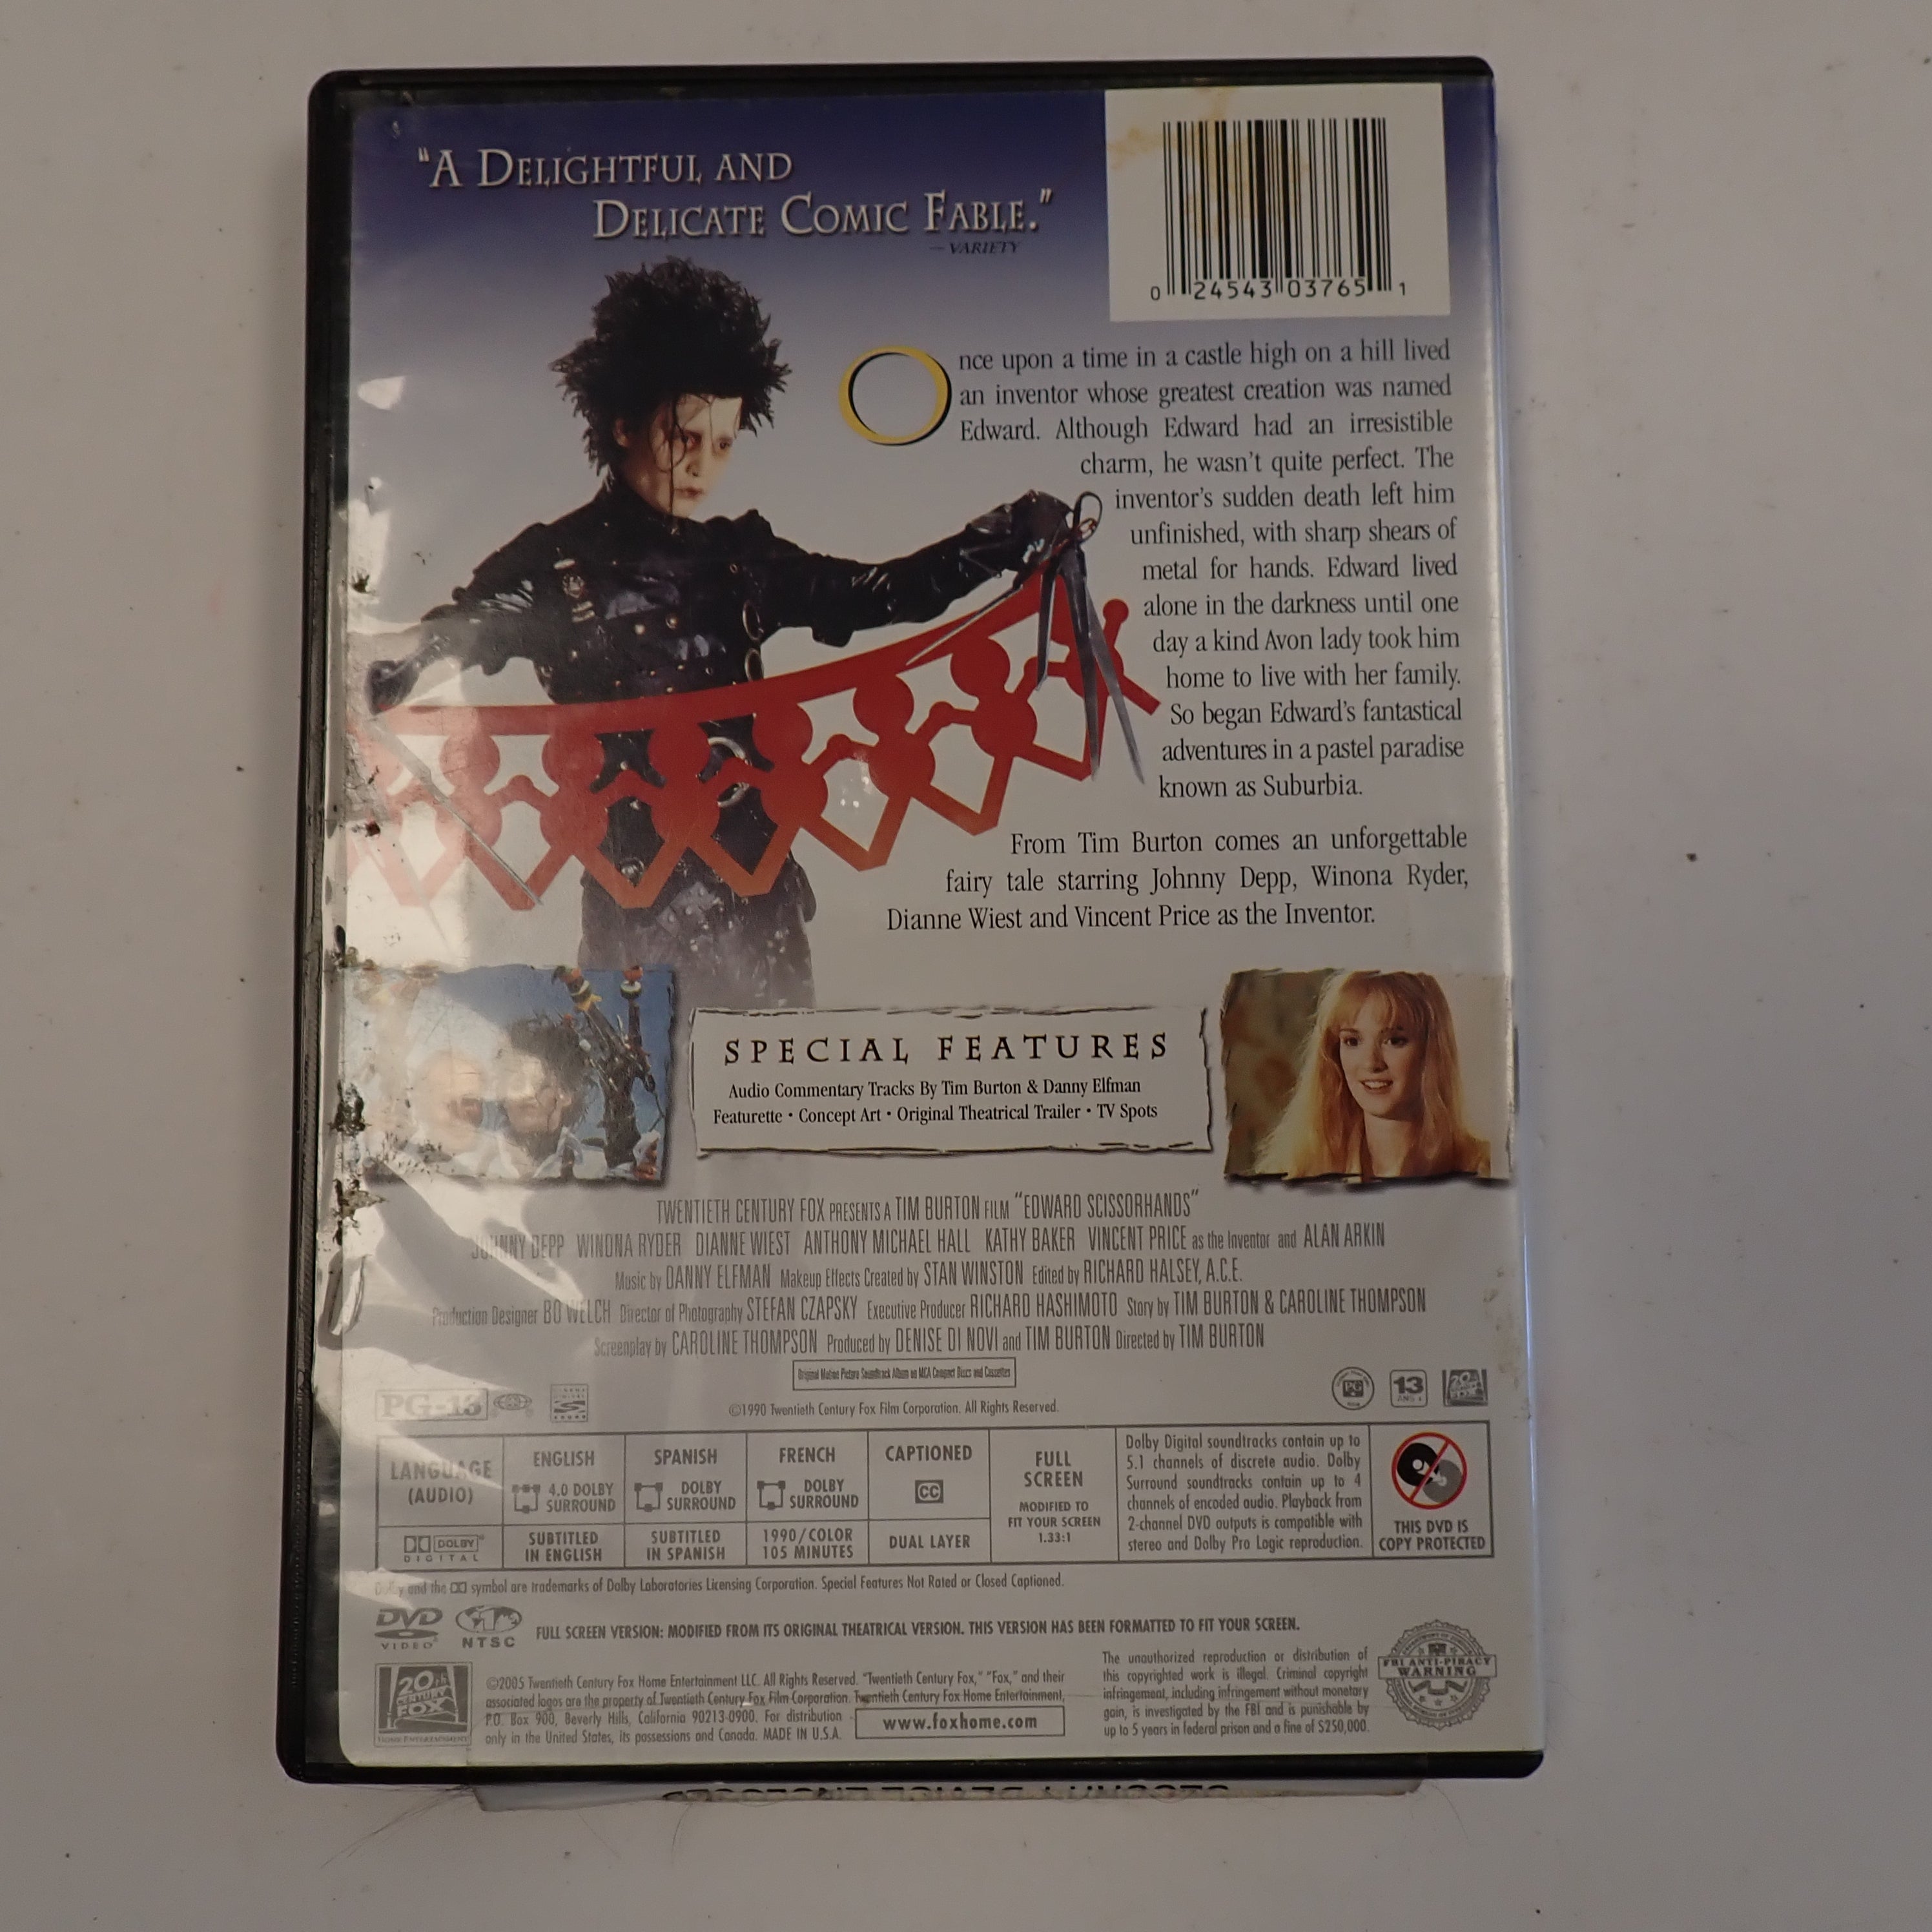 "A DELIGHTFUL AND
DELICATE COMIC FABLE."
— VARIETY
0 24543 03765 1
Once upon a time in a castle high on a hill lived
an inventor whose greatest creation was named
Edward. Although Edward had an irresistible
charm, he wasn't quite perfect. The
inventor's sudden death left him
unfinished, with sharp shears of
metal for hands. Edward lived
alone in the darkness until one
day a kind Avon lady took him
home to live with her family.
So began Edward's fantastical
adventures in a pastel paradise
known as Suburbia.
From Tim Burton comes an unforgettable
fairy tale starring Johnny Depp, Winona Ryder,
Dianne Wiest and Vincent Price as the Inventor.
SPECIAL FEATURES
Audio Commentary Tracks By Tim Burton & Danny Elfman
Featurette • Concept Art • Original Theatrical Trailer • TV Spots
TWENTIETH CENTURY FOX PRESENTS A TIM BURTON FILM "EDWARD SCISSORHANDS"
JOHNNY DEPP WINONA RYDER DIANNE WIEST ANTHONY MICHAEL HALL KATHY BAKER VINCENT PRICE as the Inventor and ALAN ARKIN
Music by DANNY ELFMAN Makeup Effects Created by STAN WINSTON Edited by RICHARD HALSEY, A.C.E.
Production Designer BO WELCH Director of Photography STEFAN CZAPSKY Executive Producer RICHARD HASHIMOTO Story by TIM BURTON & CAROLINE THOMPSON
Screenplay by CAROLINE THOMPSON Produced by DENISE DI NOVI and TIM BURTON Directed by TIM BURTON
Original Motion Picture Soundtrack Album on MCA Compact Discs and Cassettes
PG-13
©1990 Twentieth Century Fox Film Corporation. All Rights Reserved.
PG
13
LANGUAGE
(AUDIO)
ENGLISH
4.0 DOLBY
SURROUND
SPANISH
DOLBY
SURROUND
FRENCH
DOLBY
SURROUND
CAPTIONED
CC
FULL
SCREEN
MODIFIED TO
FIT YOUR SCREEN
1.33:1
DOLBY
DIGITAL
SUBTITLED
IN ENGLISH
SUBTITLED
IN SPANISH
1990/COLOR
105 MINUTES
DUAL LAYER
Dolby Digital soundtracks contain up to
5.1 channels of discrete audio. Dolby
Surround soundtracks contain up to 4
channels of encoded audio. Playback from
2-channel DVD outputs is compatible with
stereo and Dolby Pro Logic reproduction.
THIS DVD IS
COPY PROTECTED
Dolby and the symbol are trademarks of Dolby Laboratories Licensing Corporation. Special Features Not Rated or Closed Captioned.
DVD
VIDEO
NTSC
FULL SCREEN VERSION: MODIFIED FROM ITS ORIGINAL THEATRICAL VERSION. THIS VERSION HAS BEEN FORMATTED TO FIT YOUR SCREEN.
20th
CENTURY
FOX
HOME ENTERTAINMENT
©2005 Twentieth Century Fox Home Entertainment LLC. All Rights Reserved. "Twentieth Century Fox," "Fox," and their
associated logos are the property of Twentieth Century Fox Film Corporation. Twentieth Century Fox Home Entertainment,
P.O. Box 900, Beverly Hills, California 90213-0900. For distribution
only in the United States, its possessions and Canada. MADE IN U.S.A.
www.foxhome.com
The unauthorized reproduction or distribution of
this copyrighted work is illegal. Criminal copyright
infringement, including infringement without monetary
gain, is investigated by the FBI and is punishable by
up to 5 years in federal prison and a fine of $250,000.
FBI ANTI-PIRACY
WARNING
SECURITY DEVICE ENCLOSED